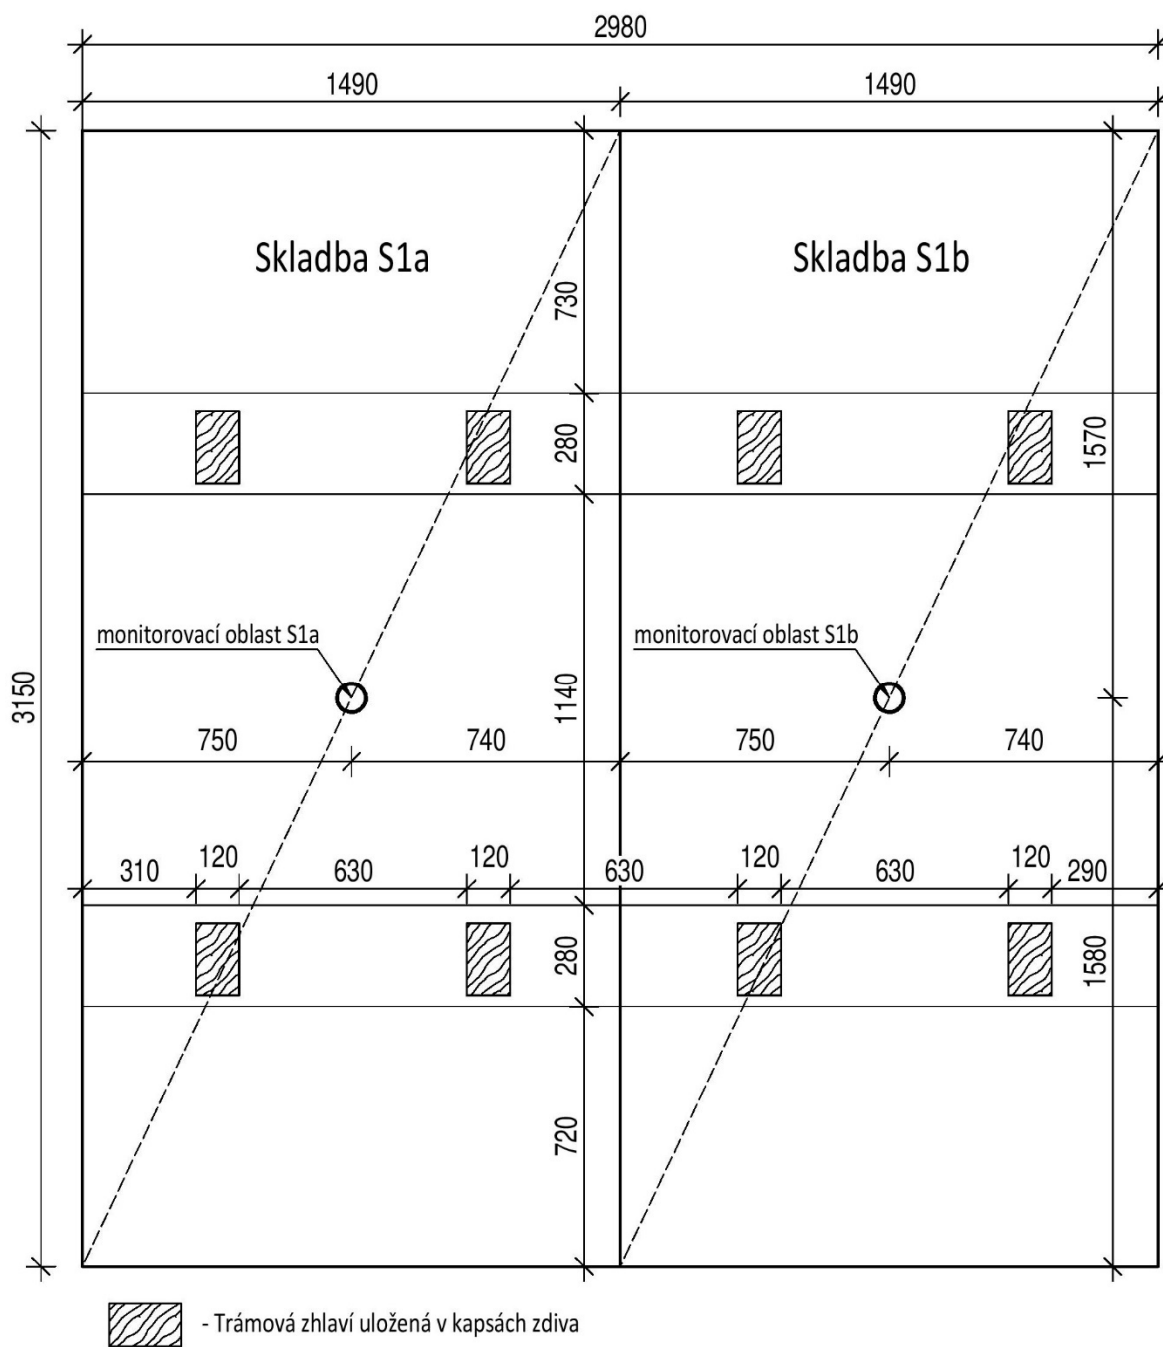 2980
1490 1490
Skladba S1a Skladba S1b
730
280
1570
monitorovací oblast S1a monitorovací oblast S1b
3150
1140
750 740 750 740
310 120 630 120 630 120 630 120 290
280
1580
720
- Trámová zhlaví uložená v kapsách zdiva